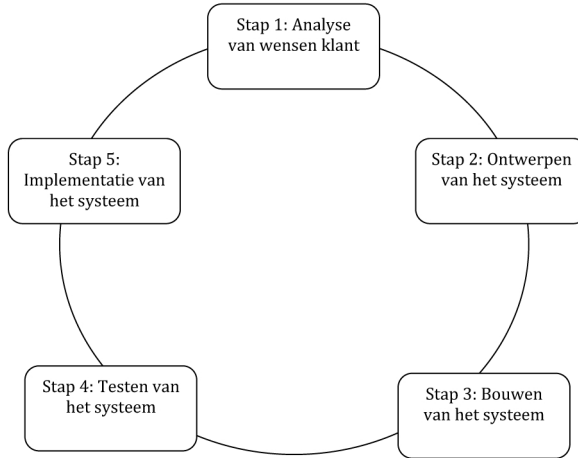 Stap 1: Analyse
van wensen klant
Stap 2: Ontwerpen
van het systeem
Stap 3: Bouwen
van het systeem
Stap 4: Testen van
het systeem
Stap 5:
Implementatie van
het systeem